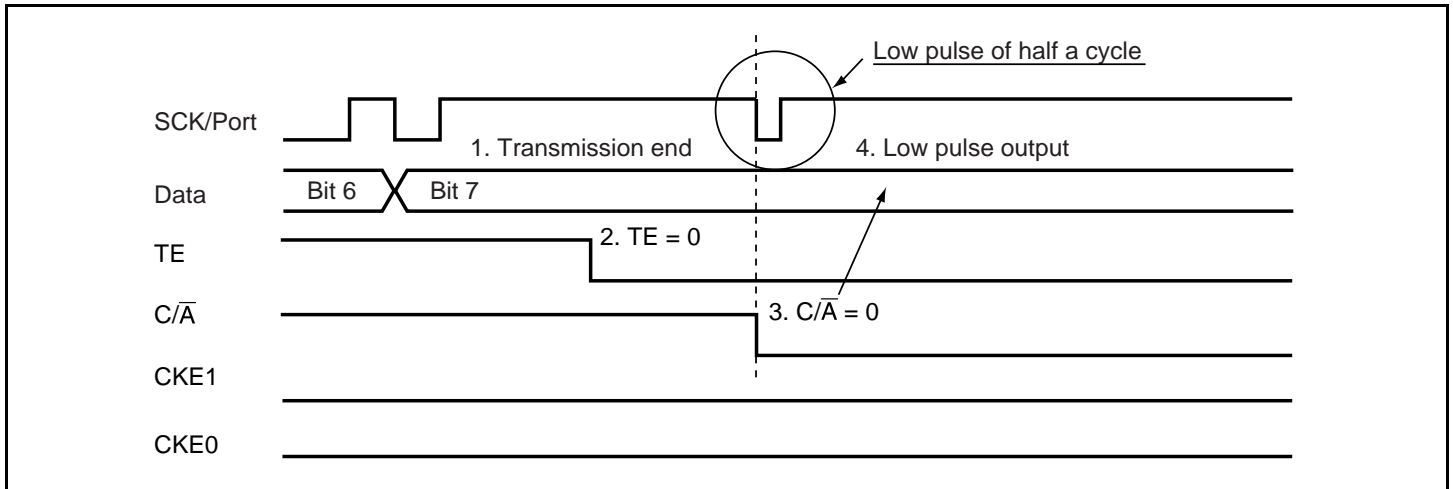 Low pulse of half a cycle
SCK/Port
1. Transmission end
4. Low pulse output
Data
Bit 6
Bit 7
TE
2. TE = 0
C/A̅
3. C/A̅ = 0
CKE1
CKE0